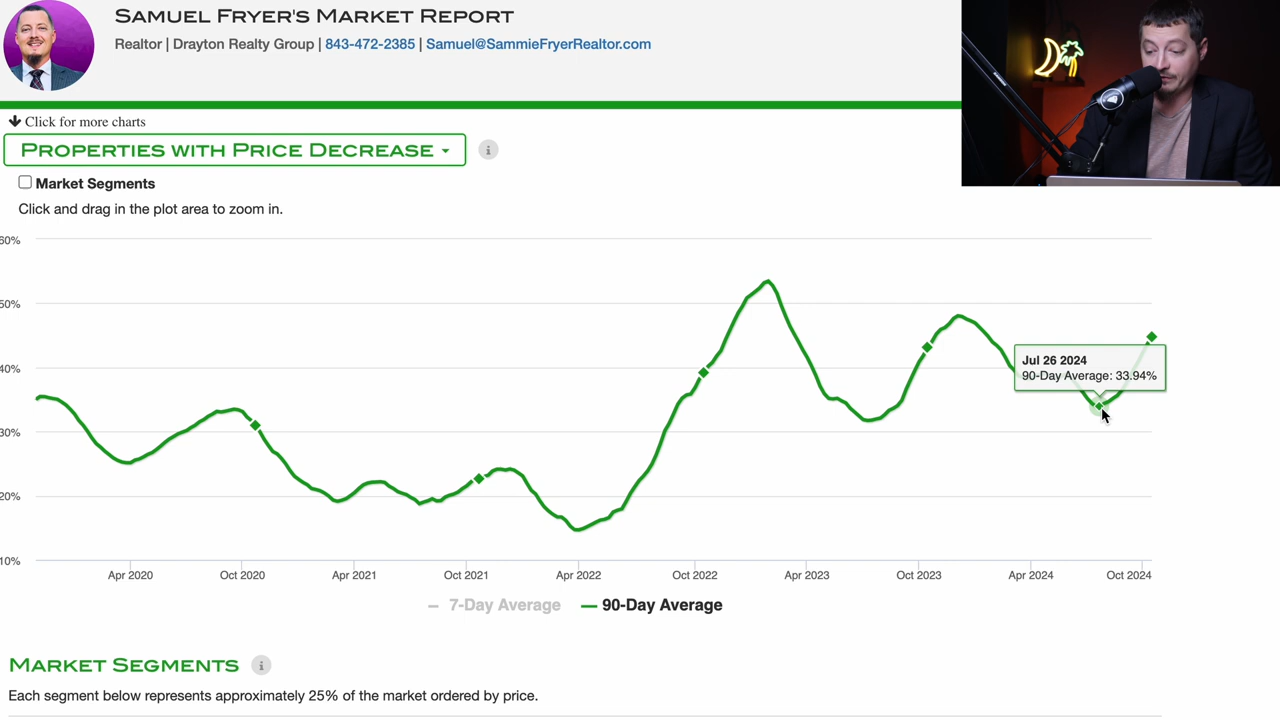 SAMUEL FRYER'S MARKET REPORT
Realtor | Drayton Realty Group | 843-472-2385 | Samuel@SammieFryerRealtor.com
Click for more charts
PROPERTIES WITH PRICE DECREASE
Market Segments
Click and drag in the plot area to zoom in.
60%
50%
40%
30%
20%
10%
Jul 26 2024
90-Day Average: 33.94%
Apr 2020 Oct 2020 Apr 2021 Oct 2021 Apr 2022 Oct 2022 Apr 2023 Oct 2023 Apr 2024 Oct 2024
7-Day Average 90-Day Average
MARKET SEGMENTS
Each segment below represents approximately 25% of the market ordered by price.